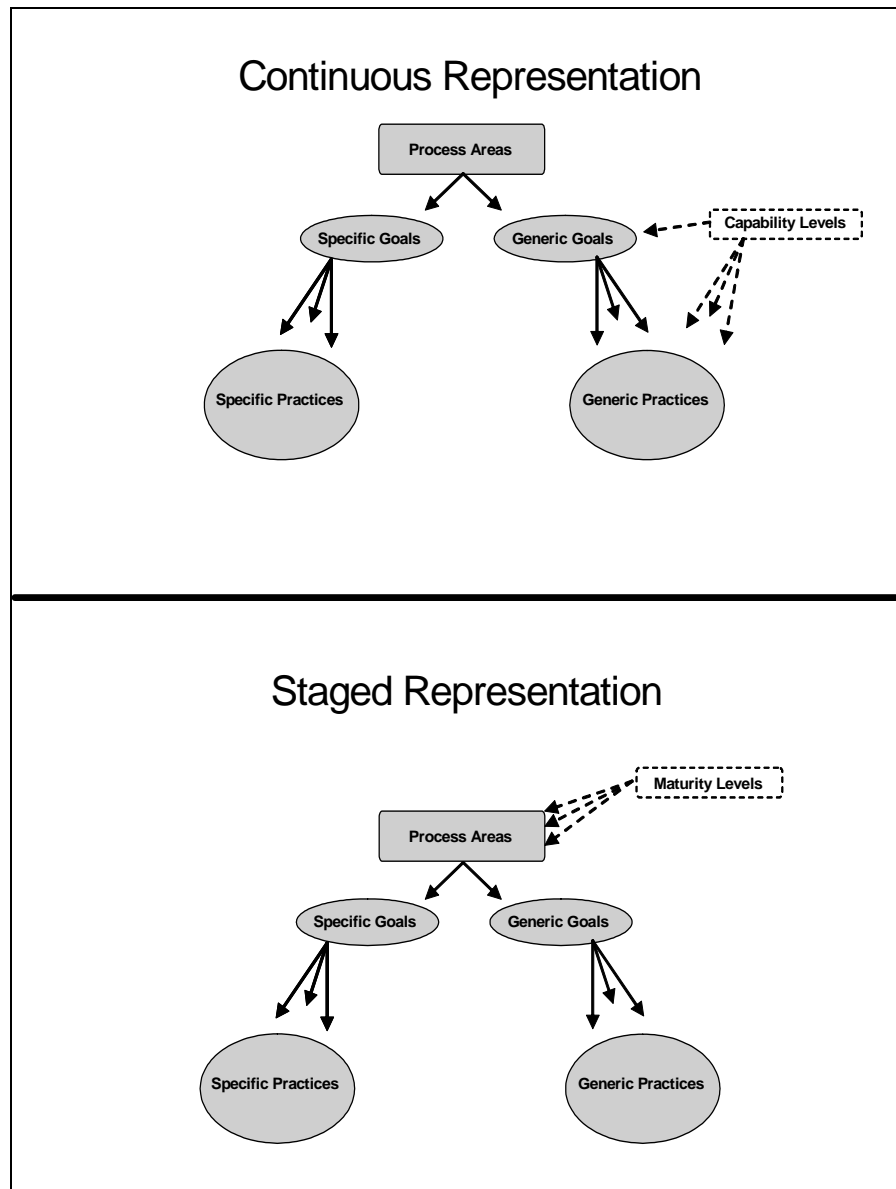 Continuous Representation
Process Areas
Specific Goals
Generic Goals
Capability Levels
Specific Practices
Generic Practices
Staged Representation
Maturity Levels
Process Areas
Specific Goals
Generic Goals
Specific Practices
Generic Practices